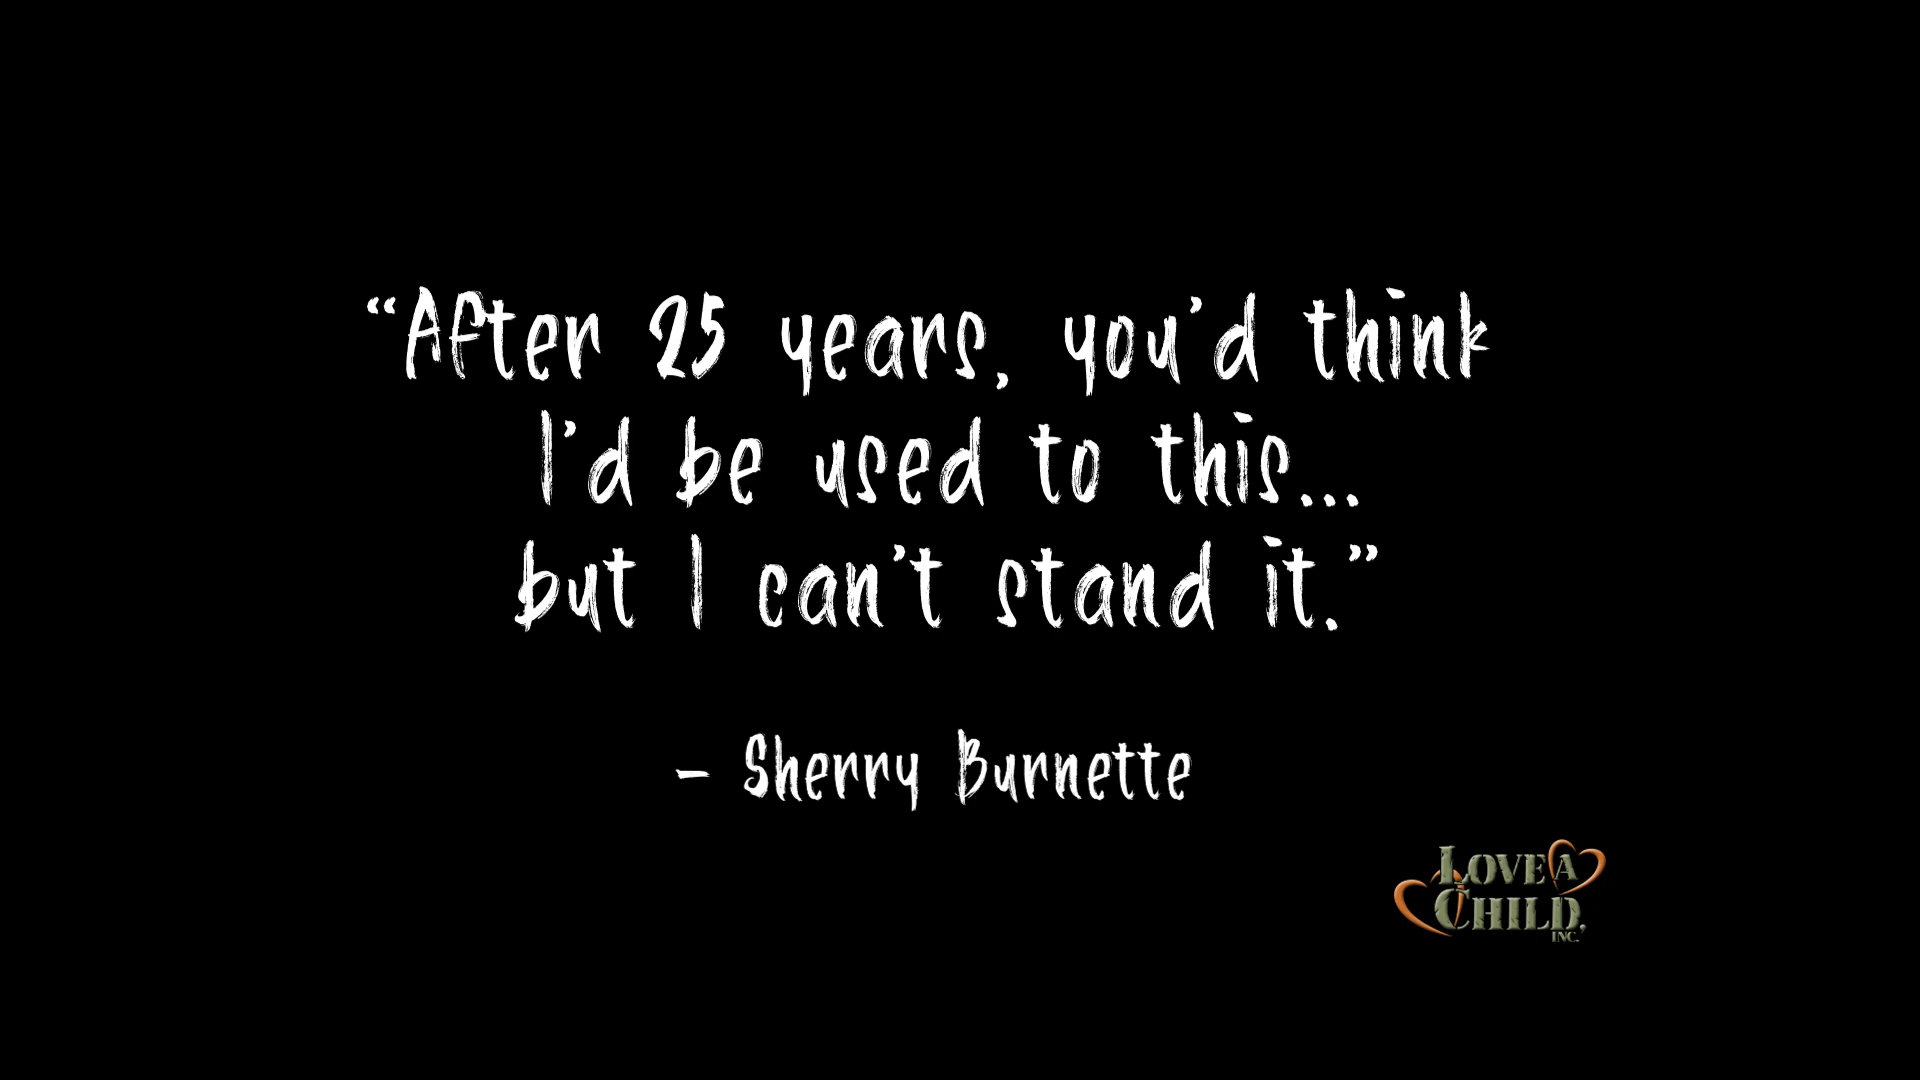 “After 25 years, you’d think
I’d be used to this...
but I can’t stand it.”
- Sherry Burnette
LOVE A
CHILD,
INC.